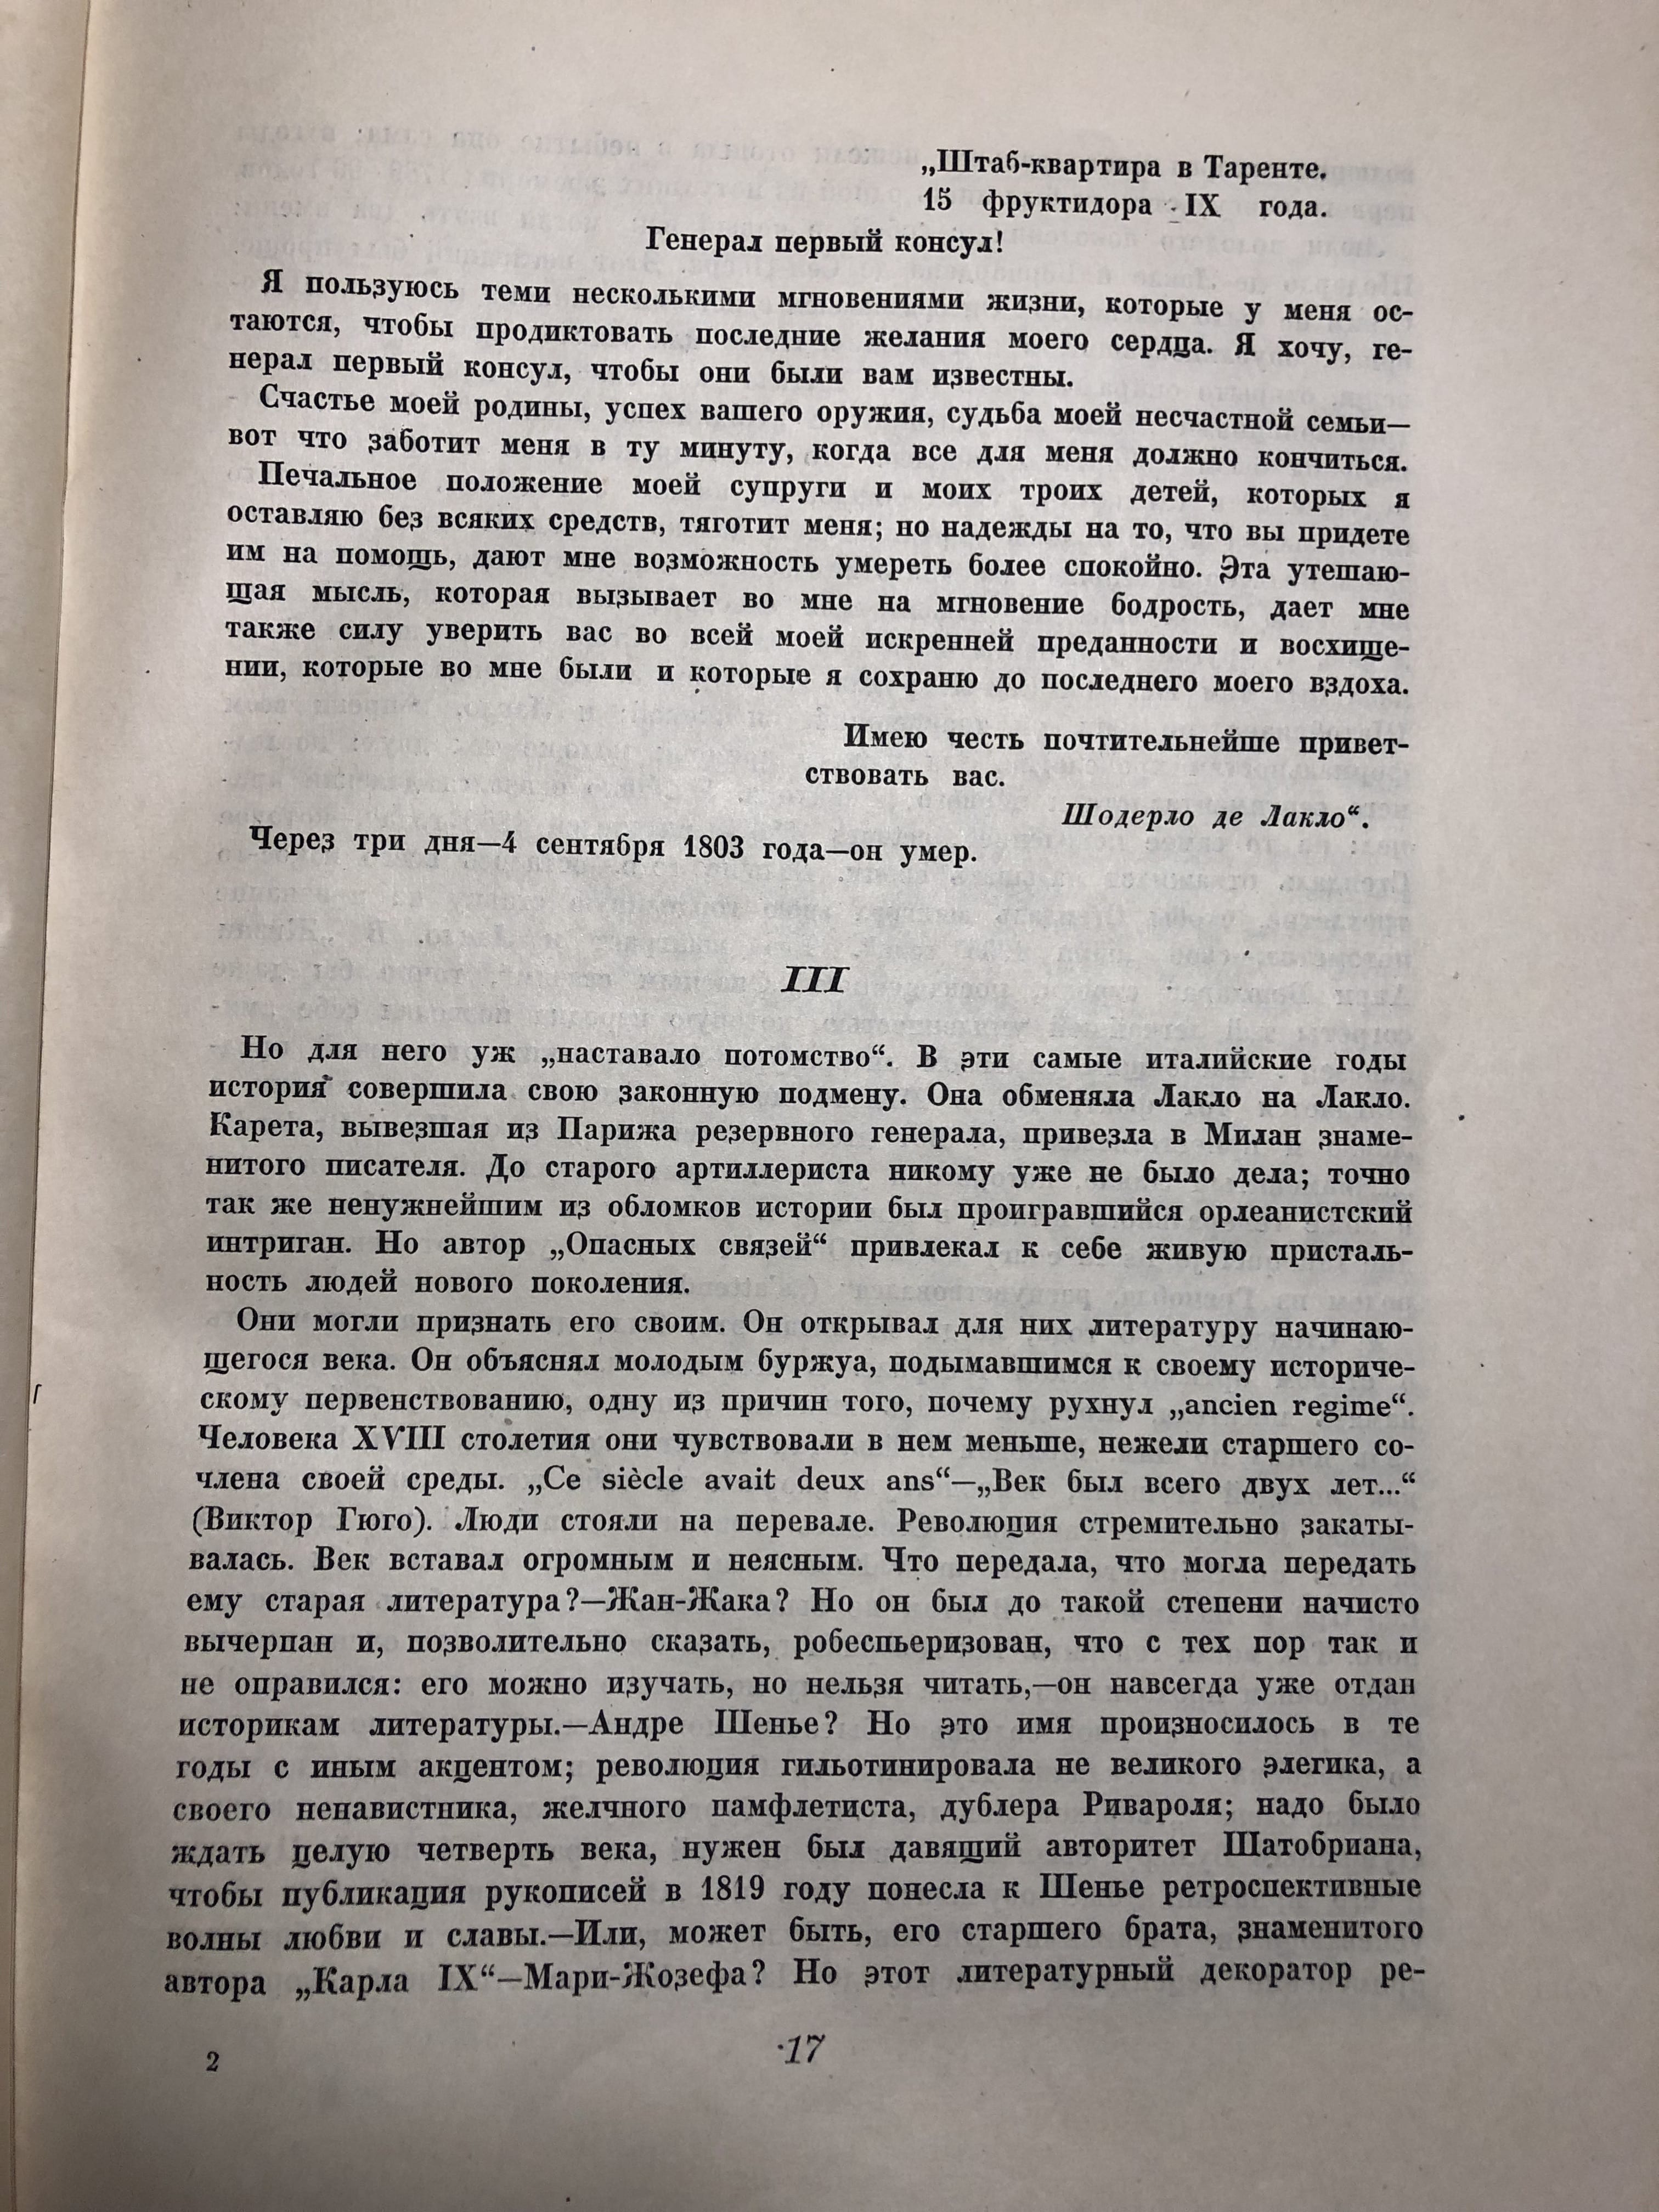 „Штаб-квартира в Таренте.
15 фруктидора IX года.
Генерал первый консул!
Я пользуюсь теми несколькими мгновениями жизни, которые у меня ос-
таются, чтобы продиктовать последние желания моего сердца. Я хочу, ге-
нерал первый консул, чтобы они были вам известны.
Счастье моей родины, успех вашего оружия, судьба моей несчастной семьи—
вот что заботит меня в ту минуту, когда все для меня должно кончиться.
Печальное положение моей супруги и моих троих детей, которых я
оставляю без всяких средств, тяготит меня; но надежды на то, что вы придете
им на помощь, дают мне возможность умереть более спокойно. Эта утешаю-
щая мысль, которая вызывает во мне на мгновение бодрость, дает мне
также силу уверить вас во всей моей искренней преданности и восхище-
нии, которые во мне были и которые я сохраню до последнего моего вздоха.
Имею честь почтительнейше привет-
ствовать вас.
Шодерло де Лакло“.
Через три дня—4 сентября 1803 года—он умер.
III
Но для него уж „наставало потомство“. В эти самые италийские годы
история совершила свою законную подмену. Она обменяла Лакло на Лакло.
Карета, вывезшая из Парижа резервного генерала, привезла в Милан знаме-
нитого писателя. До старого артиллериста никому уже не было дела; точно
так же ненужнейшим из обломков истории был проигравшийся орлеанистский
интриган. Но автор „Опасных связей“ привлекал к себе живую присталь-
ность людей нового поколения.
Они могли признать его своим. Он открывал для них литературу начинаю-
щегося века. Он объяснял молодым буржуа, подымавшимся к своему историче-
скому первенствованию, одну из причин того, почему рухнул „ancien regime“.
Человека XVIII столетия они чувствовали в нем меньше, нежели старшего со-
члена своей среды. „Ce siècle avait deux ans“—„Век был всего двух лет...“
(Виктор Гюго). Люди стояли на перевале. Революция стремительно закаты-
валась. Век вставал огромным и неясным. Что передала, что могла передать
ему старая литература?—Жан-Жака? Но он был до такой степени начисто
вычерпан и, позволительно сказать, робеспьеризован, что с тех пор так и
не оправился: его можно изучать, но нельзя читать,—он навсегда уже отдан
историкам литературы.—Андре Шенье? Но это имя произносилось в те
годы с иным акцентом; революция гильотинировала не великого элегика, а
своего ненавистника, желчного памфлетиста, дублера Ривароля; надо было
ждать целую четверть века, нужен был давящий авторитет Шатобриана,
чтобы публикация рукописей в 1819 году понесла к Шенье ретроспективные
волны любви и славы.—Или, может быть, его старшего брата, знаменитого
автора „Карла IX“—Мари-Жозефа? Но этот литературный декоратор ре-
2
17